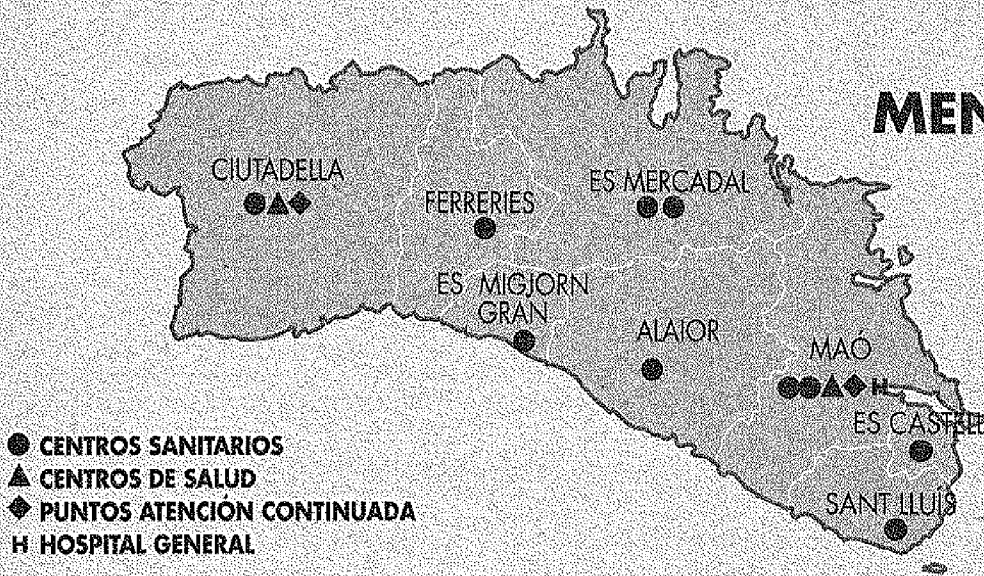 MEN
CIUTADELLA
FERRERIES
ES MERCADAL
ES MIGJORN
GRAN
ALAIOR
MAÓ
H
ES CASTELL
SANT LLUÍS
CENTROS SANITARIOS
CENTROS DE SALUD
PUNTOS ATENCIÓN CONTINUADA
H HOSPITAL GENERAL